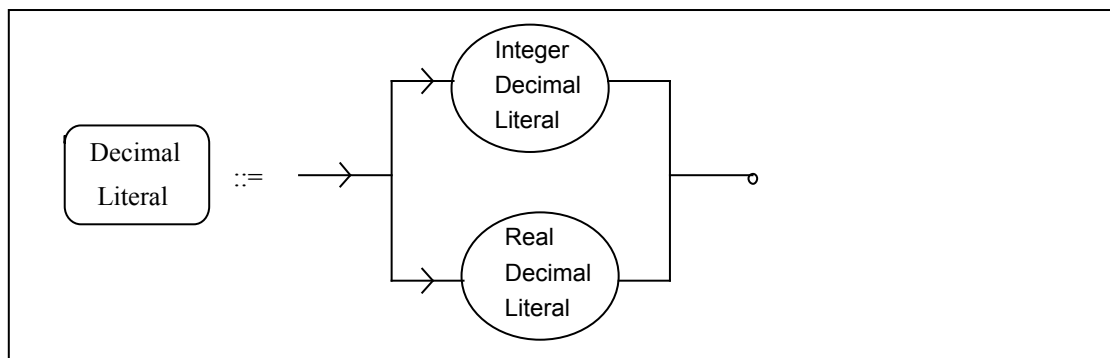 Decimal
Literal
::=
Integer
Decimal
Literal
Real
Decimal
Literal